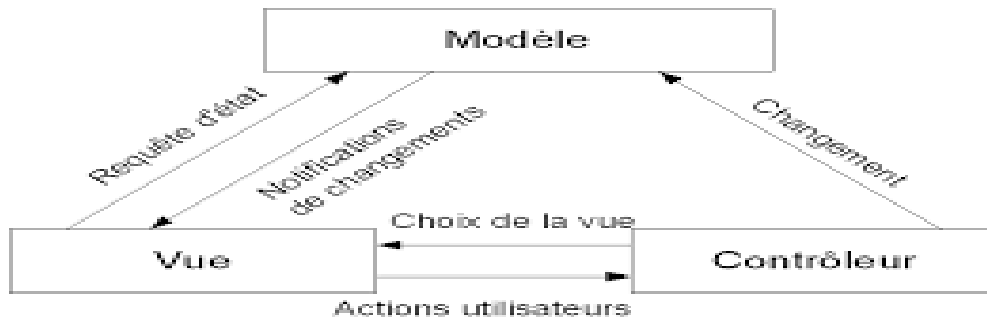 Modèle
Requête d'état
Notifications
de changements
Changement
Choix de la vue
Vue
Contrôleur
Actions utilisateurs